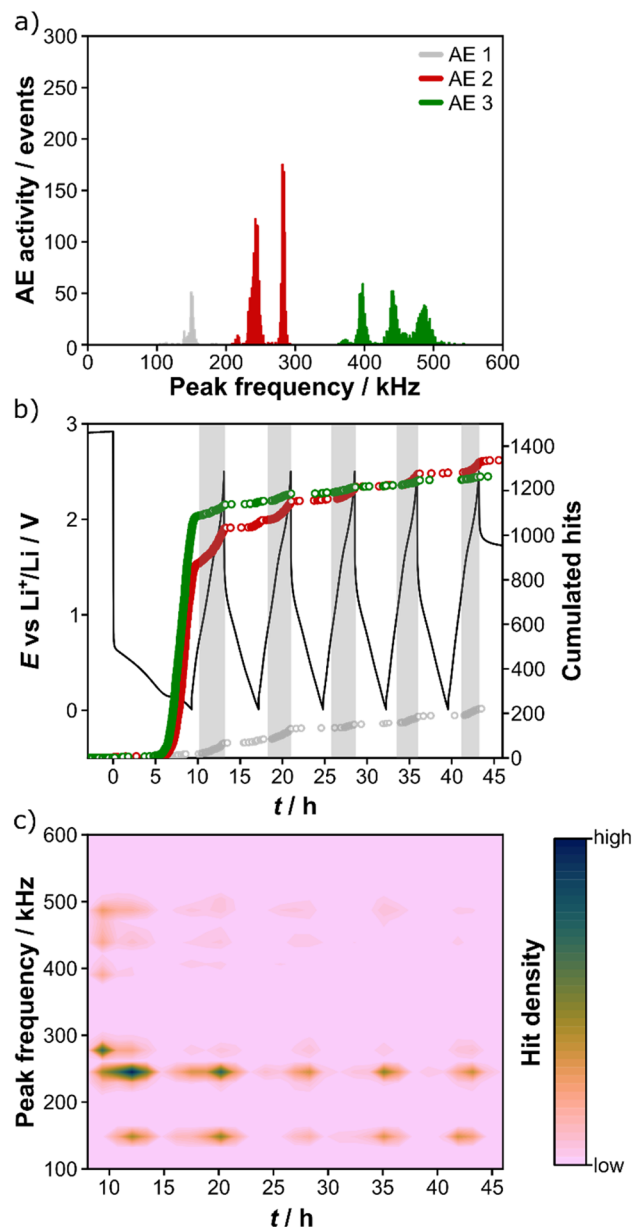 a)
300
250
200
150
100
50
0
AE activity / events
AE 1
AE 2
AE 3
0 100 200 300 400 500 600
Peak frequency / kHz
b)
3
2
1
0
E vs Li⁺/Li / V
1400
1200
1000
800
600
400
200
0
Cumulated hits
0 5 10 15 20 25 30 35 40 45
t / h
c)
600
500
400
300
200
100
Peak frequency / kHz
10 15 20 25 30 35 40 45
t / h
high
low
Hit density